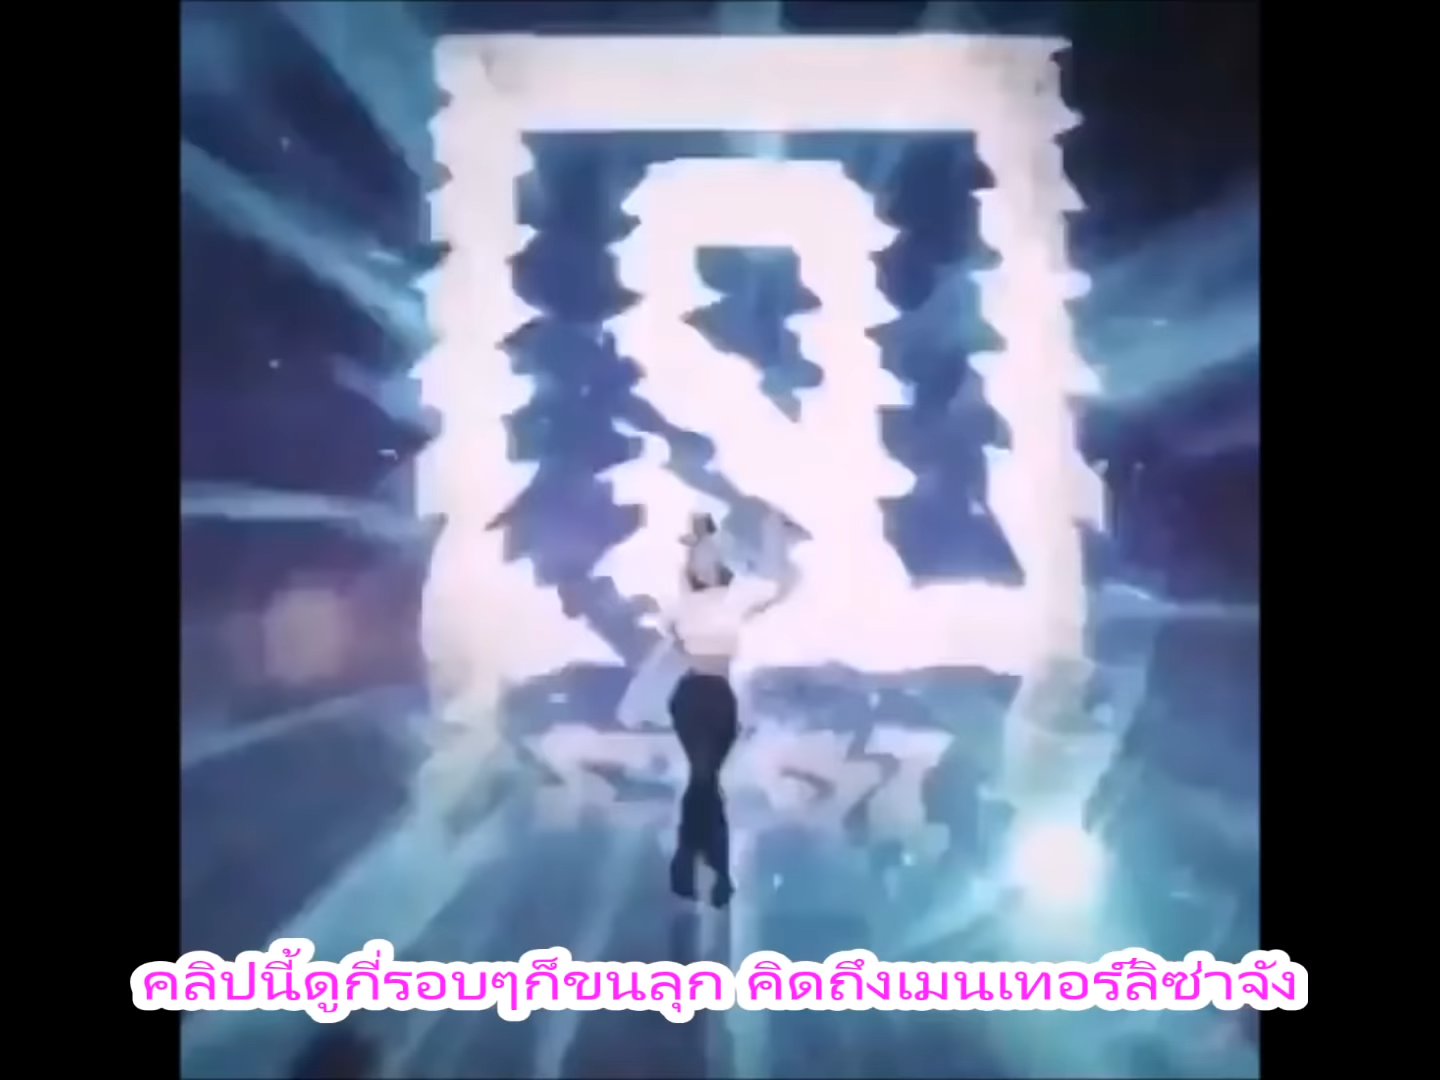 คลิปนี้ดูกี่รอบๆก็ขนลุก คิดถึงเมนเทอร์ลิซ่าจัง